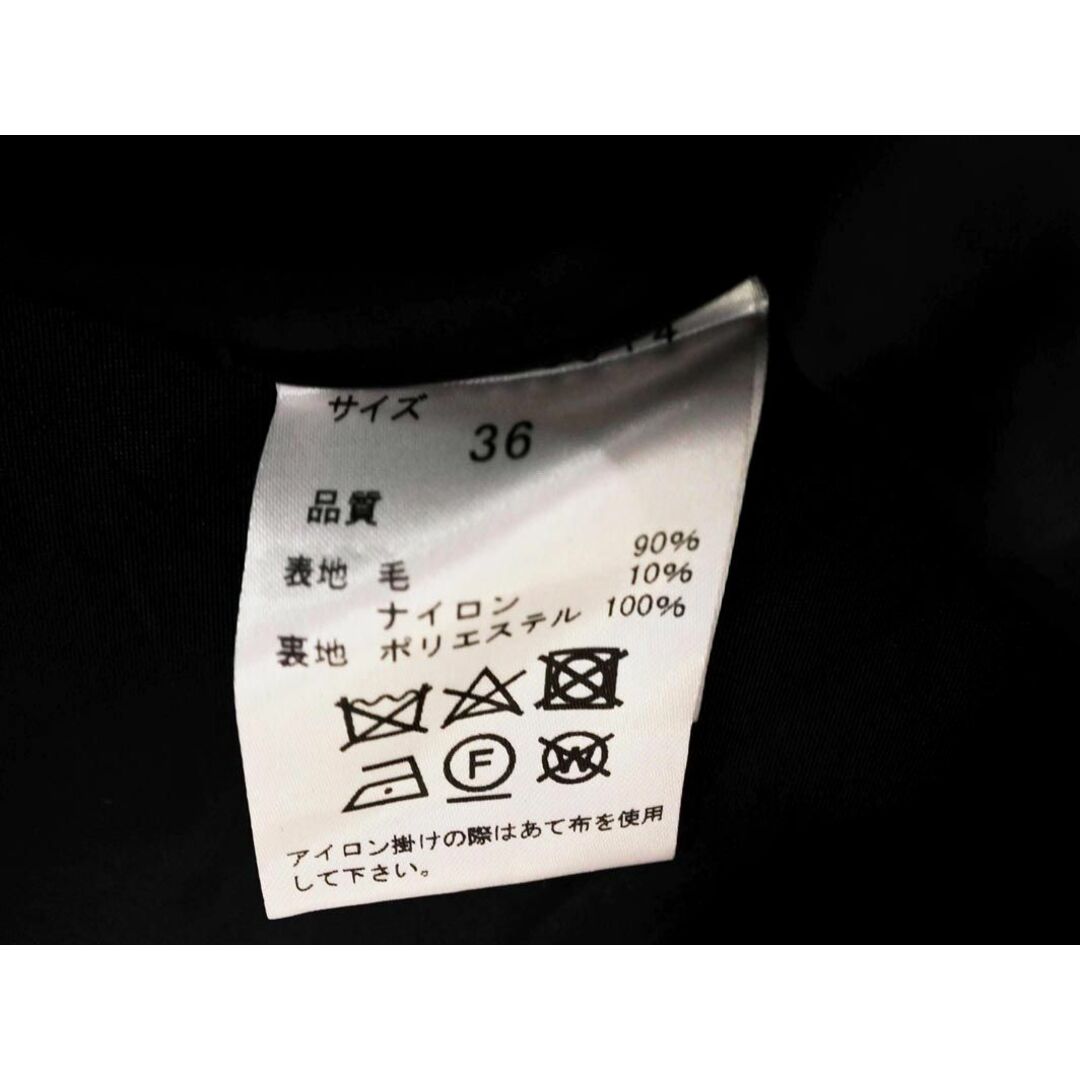 サイズ
36
品質
表地 毛 90%
ナイロン 10%
裏地 ポリエステル 100%
F
W
アイロン掛けの際はあて布を使用
して下さい。